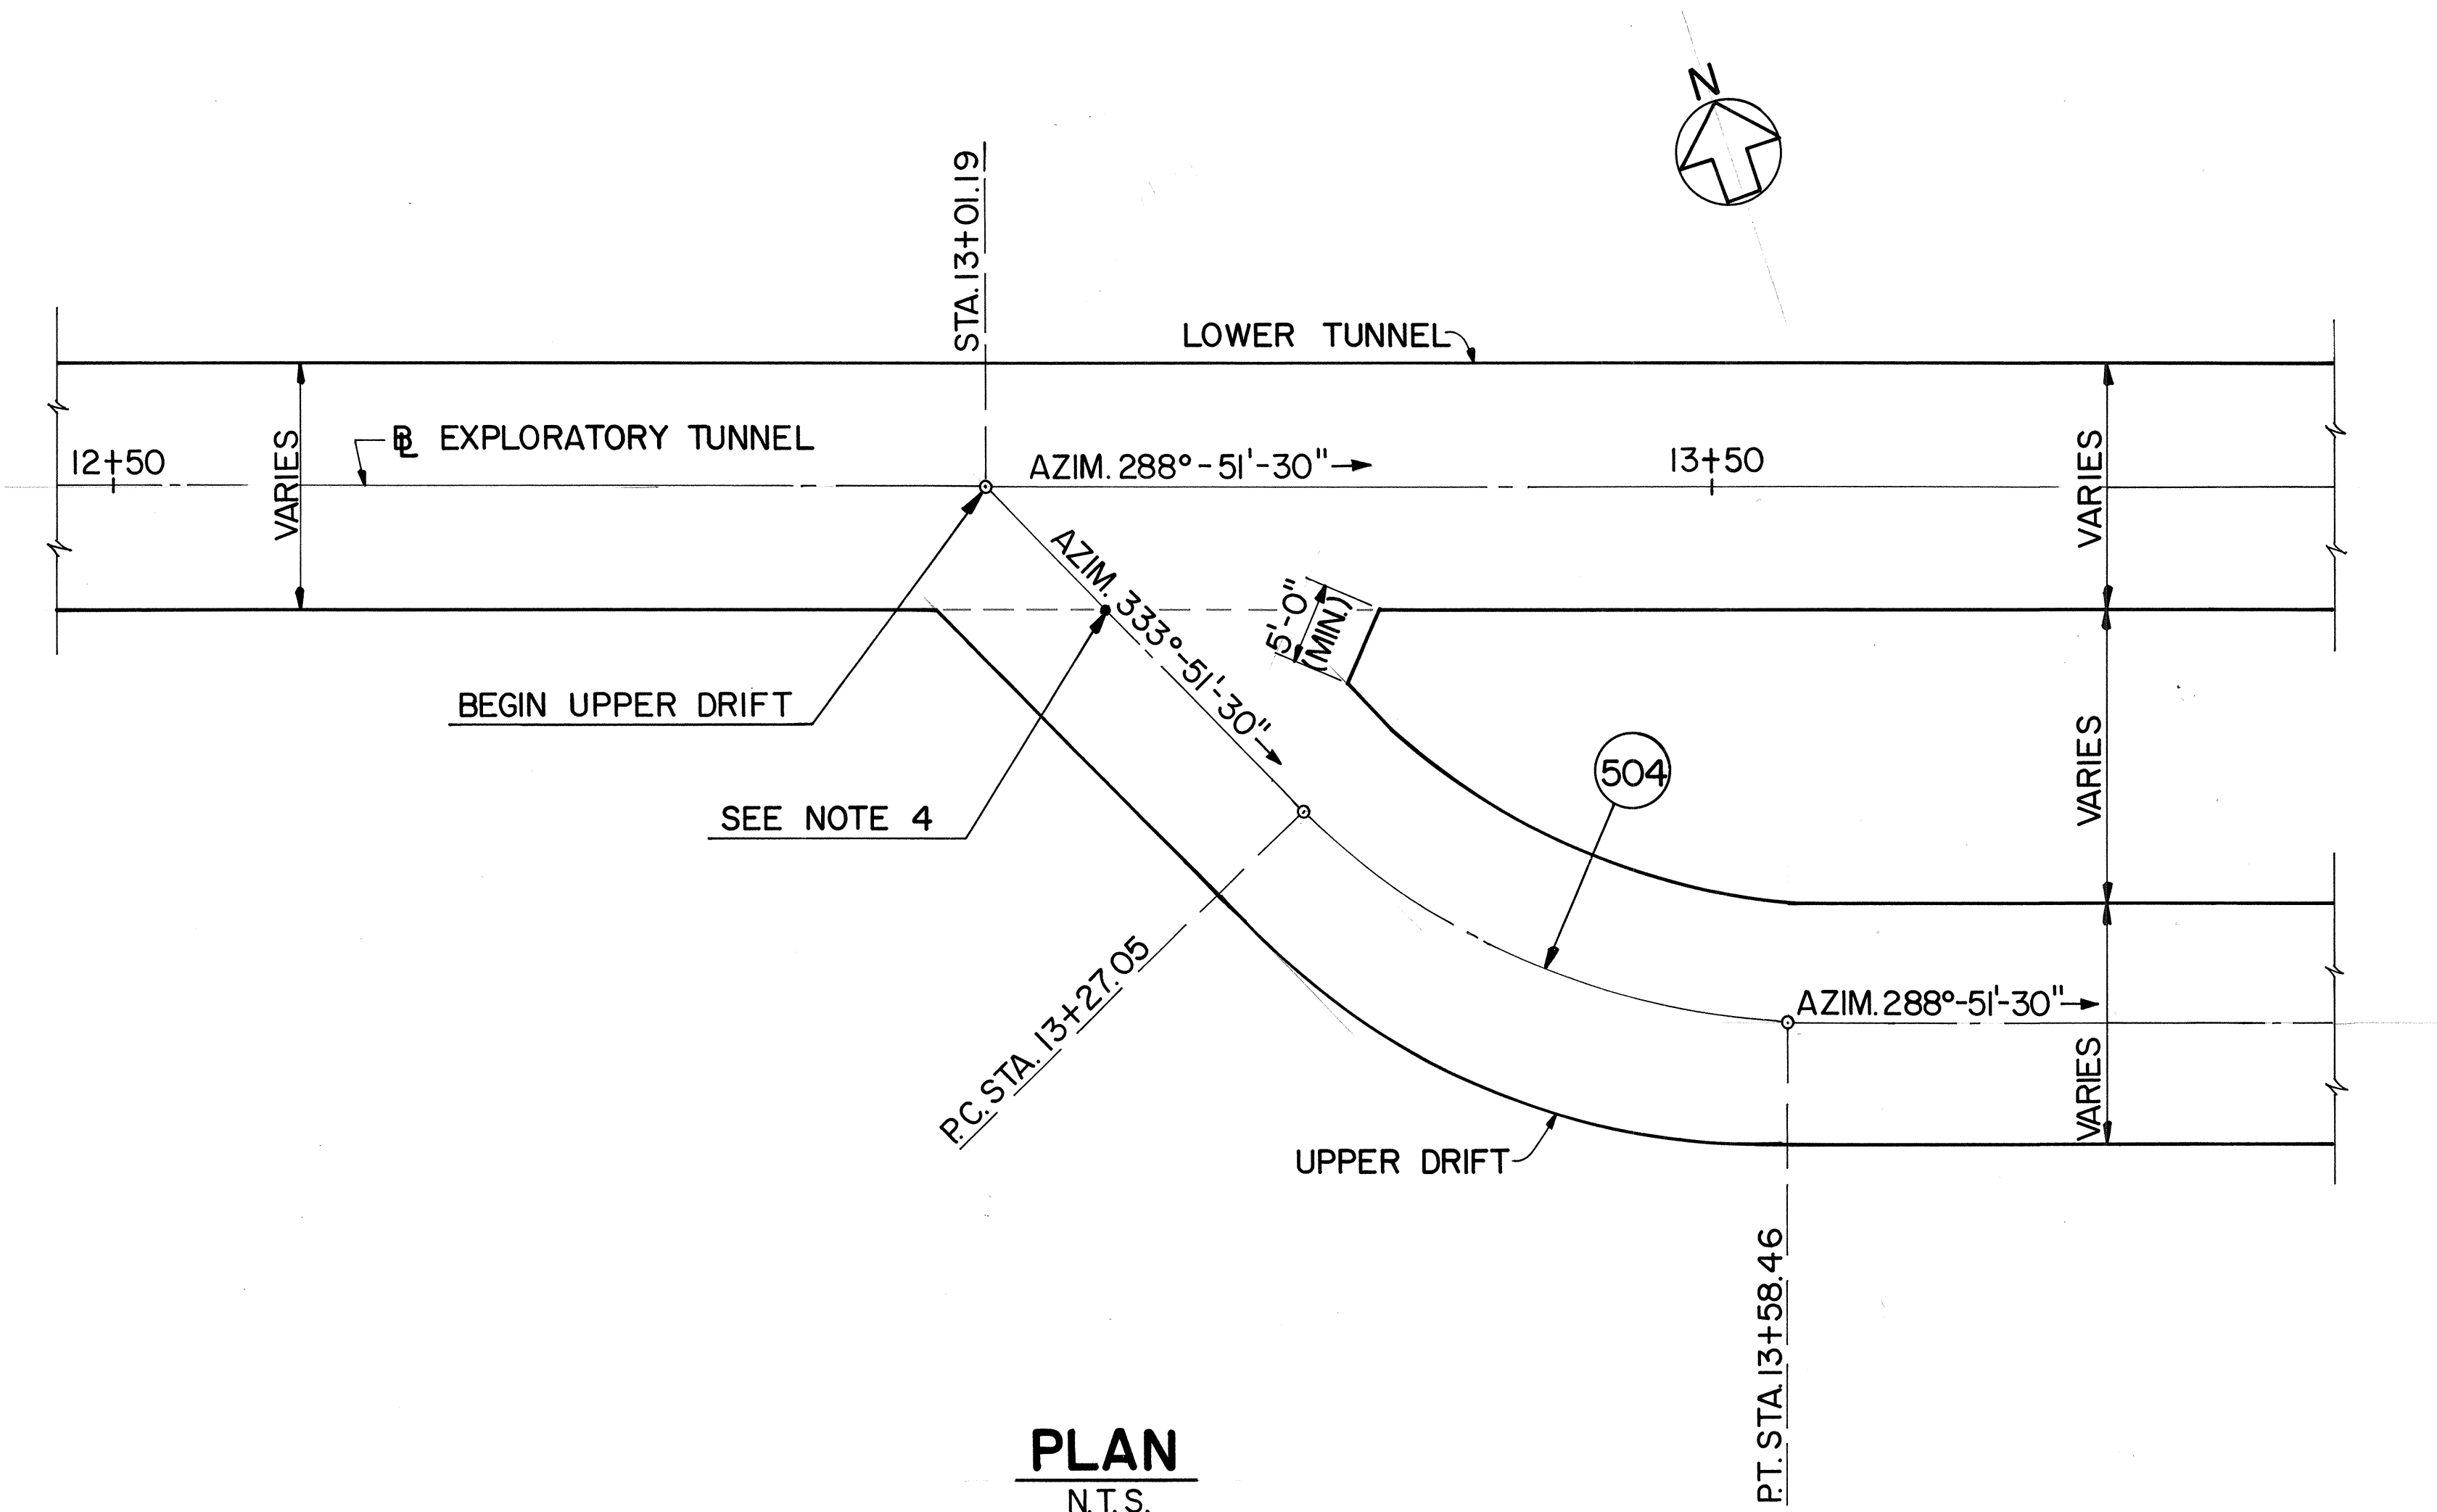 N
STA. 13+01.19
LOWER TUNNEL
℄ EXPLORATORY TUNNEL
12+50
VARIES
AZIM. 288°-51'-30"
13+50
VARIES
AZIM. 333°-51'-30"
5'-0"
(MIN.)
BEGIN UPPER DRIFT
SEE NOTE 4
504
VARIES
P.C. STA. 13+27.05
AZIM. 288°-51'-30"
VARIES
UPPER DRIFT
P.T. STA. 13+58.46
PLAN
N.T.S.